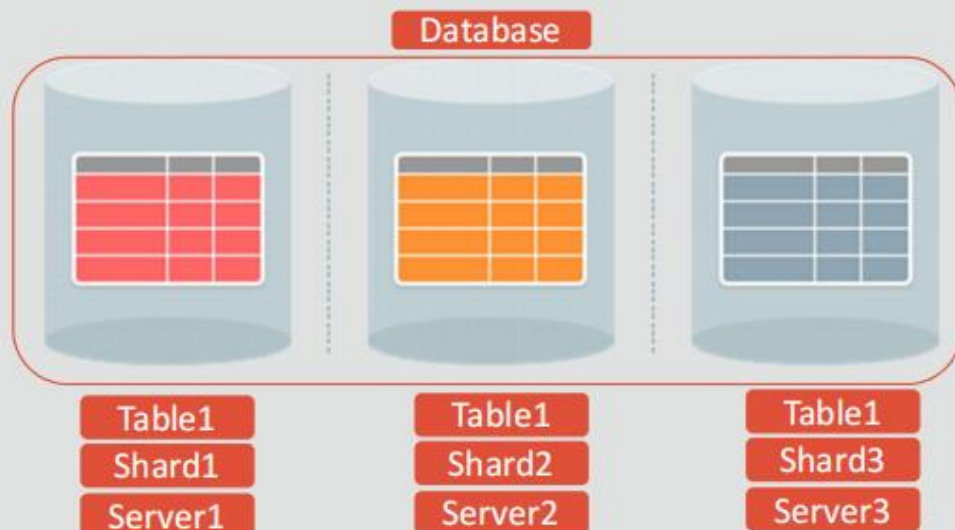 Database
Table1
Shard1
Server1
Table1
Shard2
Server2
Table1
Shard3
Server3